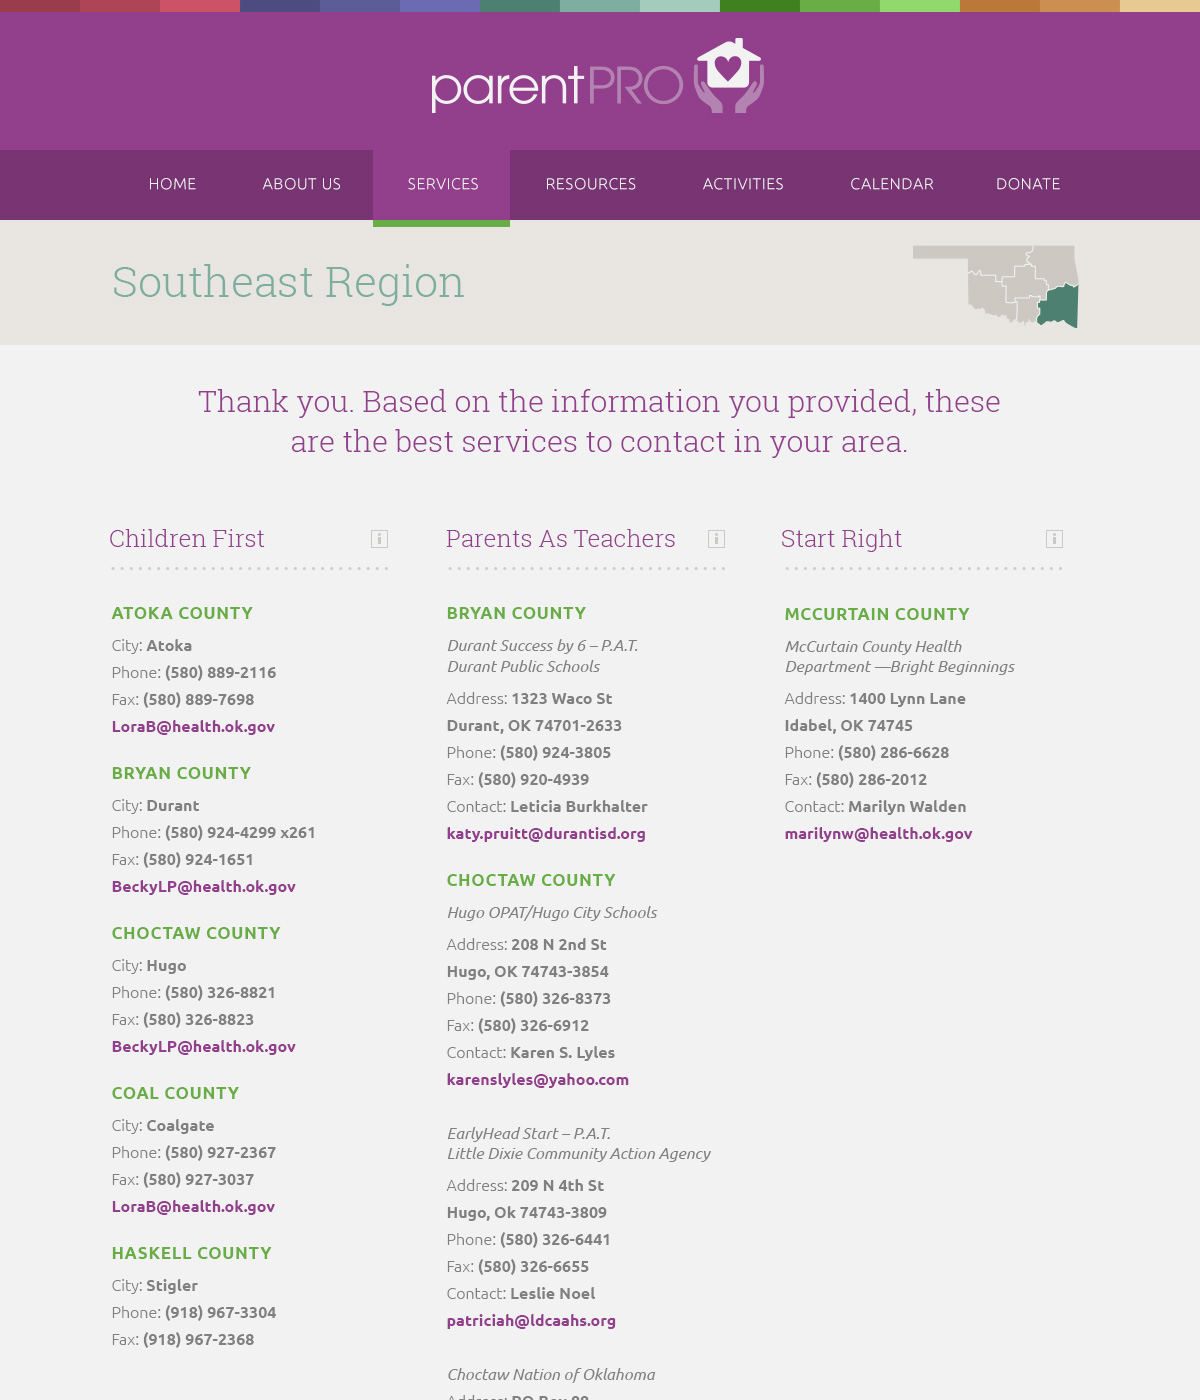 parentPRO
HOME
ABOUT US
SERVICES
RESOURCES
ACTIVITIES
CALENDAR
DONATE
Southeast Region
Thank you. Based on the information you provided, these
are the best services to contact in your area.
Children First
ATOKA COUNTY
City: Atoka
Phone: (580) 889-2116
Fax: (580) 889-7698
LoraB@health.ok.gov
BRYAN COUNTY
City: Durant
Phone: (580) 924-4299 x261
Fax: (580) 924-1651
BeckyLP@health.ok.gov
CHOCTAW COUNTY
City: Hugo
Phone: (580) 326-8821
Fax: (580) 326-8823
BeckyLP@health.ok.gov
COAL COUNTY
City: Coalgate
Phone: (580) 927-2367
Fax: (580) 927-3037
LoraB@health.ok.gov
HASKELL COUNTY
City: Stigler
Phone: (918) 967-3304
Fax: (918) 967-2368
Parents As Teachers
BRYAN COUNTY
Durant Success by 6 – P.A.T.
Durant Public Schools
Address: 1323 Waco St
Durant, OK 74701-2633
Phone: (580) 924-3805
Fax: (580) 920-4939
Contact: Leticia Burkhalter
katy.pruitt@durantisd.org
CHOCTAW COUNTY
Hugo OPAT/Hugo City Schools
Address: 208 N 2nd St
Hugo, OK 74743-3854
Phone: (580) 326-8373
Fax: (580) 326-6912
Contact: Karen S. Lyles
karenslyles@yahoo.com
EarlyHead Start – P.A.T.
Little Dixie Community Action Agency
Address: 209 N 4th St
Hugo, Ok 74743-3809
Phone: (580) 326-6441
Fax: (580) 326-6655
Contact: Leslie Noel
patriciah@ldcaahs.org
Choctaw Nation of Oklahoma
Start Right
MCCURTAIN COUNTY
McCurtain County Health
Department —Bright Beginnings
Address: 1400 Lynn Lane
Idabel, OK 74745
Phone: (580) 286-6628
Fax: (580) 286-2012
Contact: Marilyn Walden
marilynw@health.ok.gov